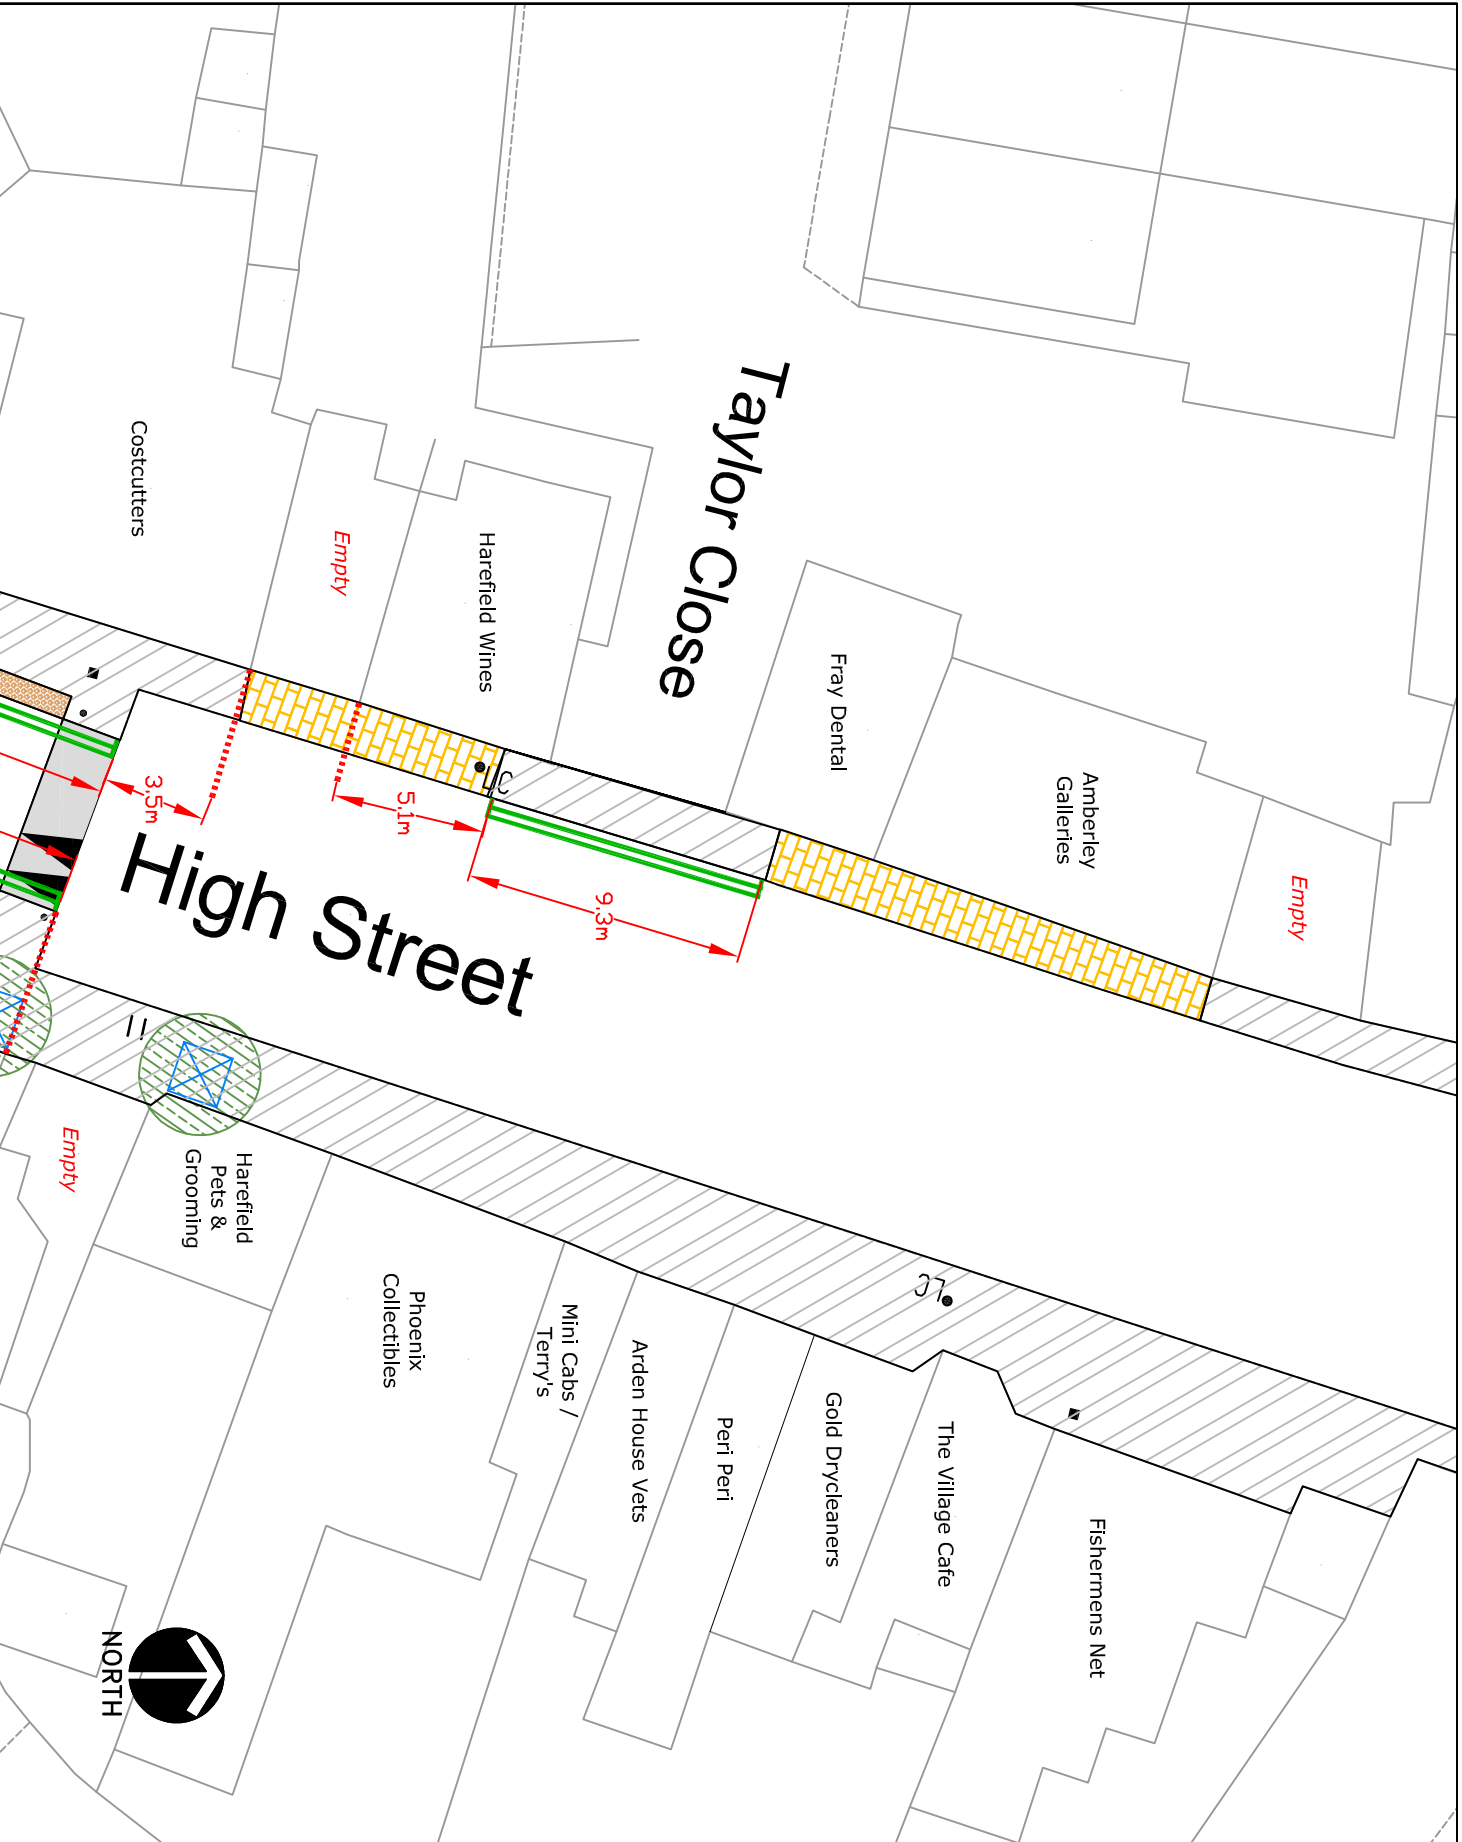 Taylor Close
Costcutters
Empty
Harefield Wines
Fray Dental
Amberley
Galleries
Empty
3.5m
5.1m
9.3m
High Street
Empty
Harefield
Pets &
Grooming
Phoenix
Collectibles
Mini Cabs /
Terry's
Arden House Vets
Peri Peri
Gold Drycleaners
The Village Cafe
Fishermens Net
NORTH